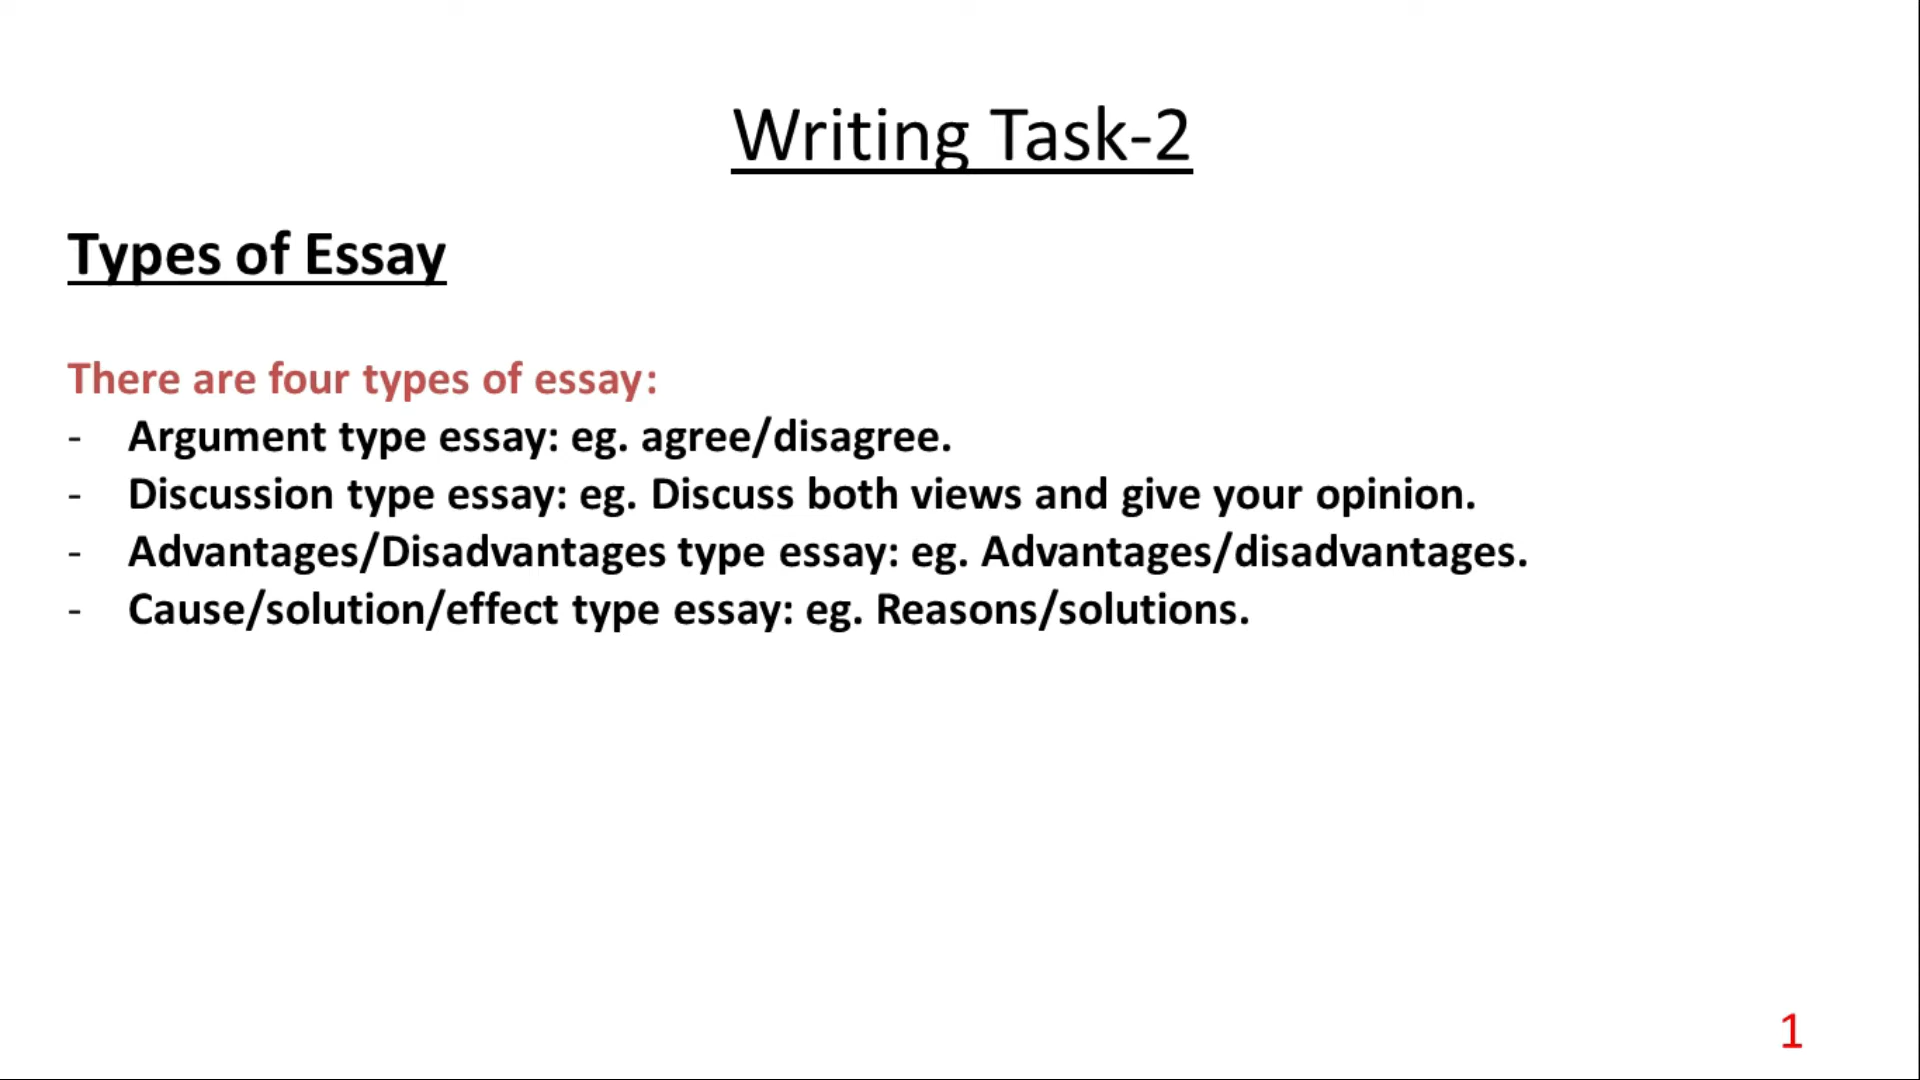 Writing Task-2
Types of Essay
There are four types of essay:
- Argument type essay: eg. agree/disagree.
- Discussion type essay: eg. Discuss both views and give your opinion.
- Advantages/Disadvantages type essay: eg. Advantages/disadvantages.
- Cause/solution/effect type essay: eg. Reasons/solutions.
1